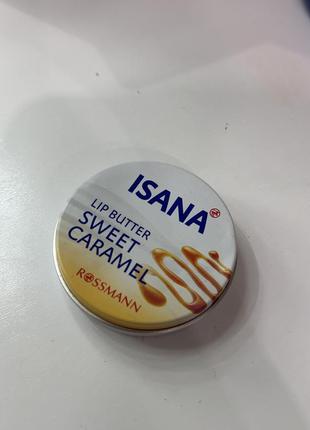 ISANA
LIP BUTTER
SWEET
CARAMEL
ROSSMANN